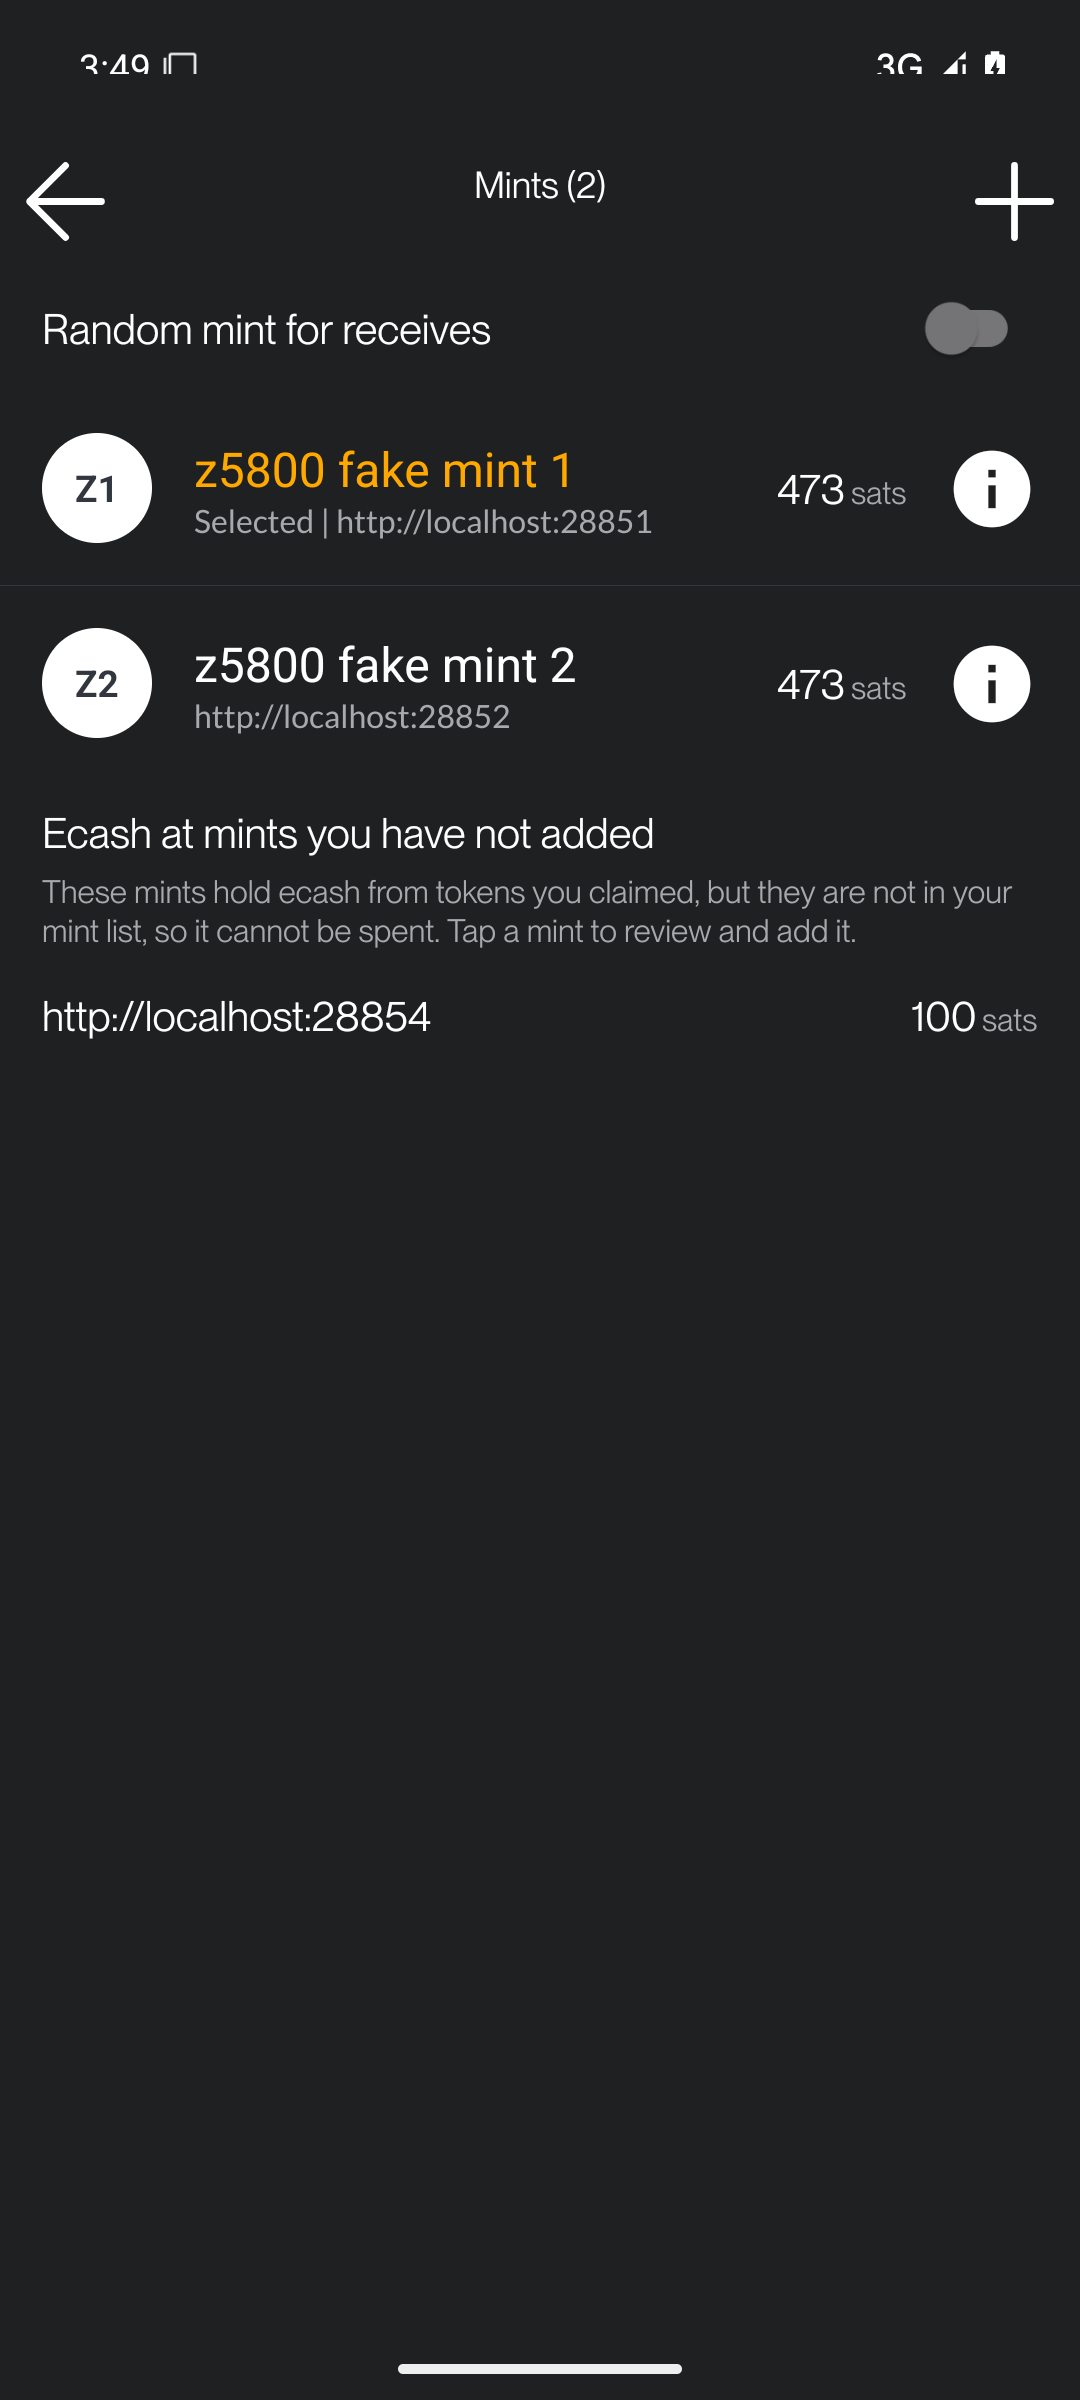 3:49 3G
Mints (2)
Random mint for receives
Z1 z5800 fake mint 1 473 sats
Selected | http://localhost:28851
Z2 z5800 fake mint 2 473 sats
http://localhost:28852
Ecash at mints you have not added
These mints hold ecash from tokens you claimed, but they are not in your
mint list, so it cannot be spent. Tap a mint to review and add it.
http://localhost:28854 100 sats